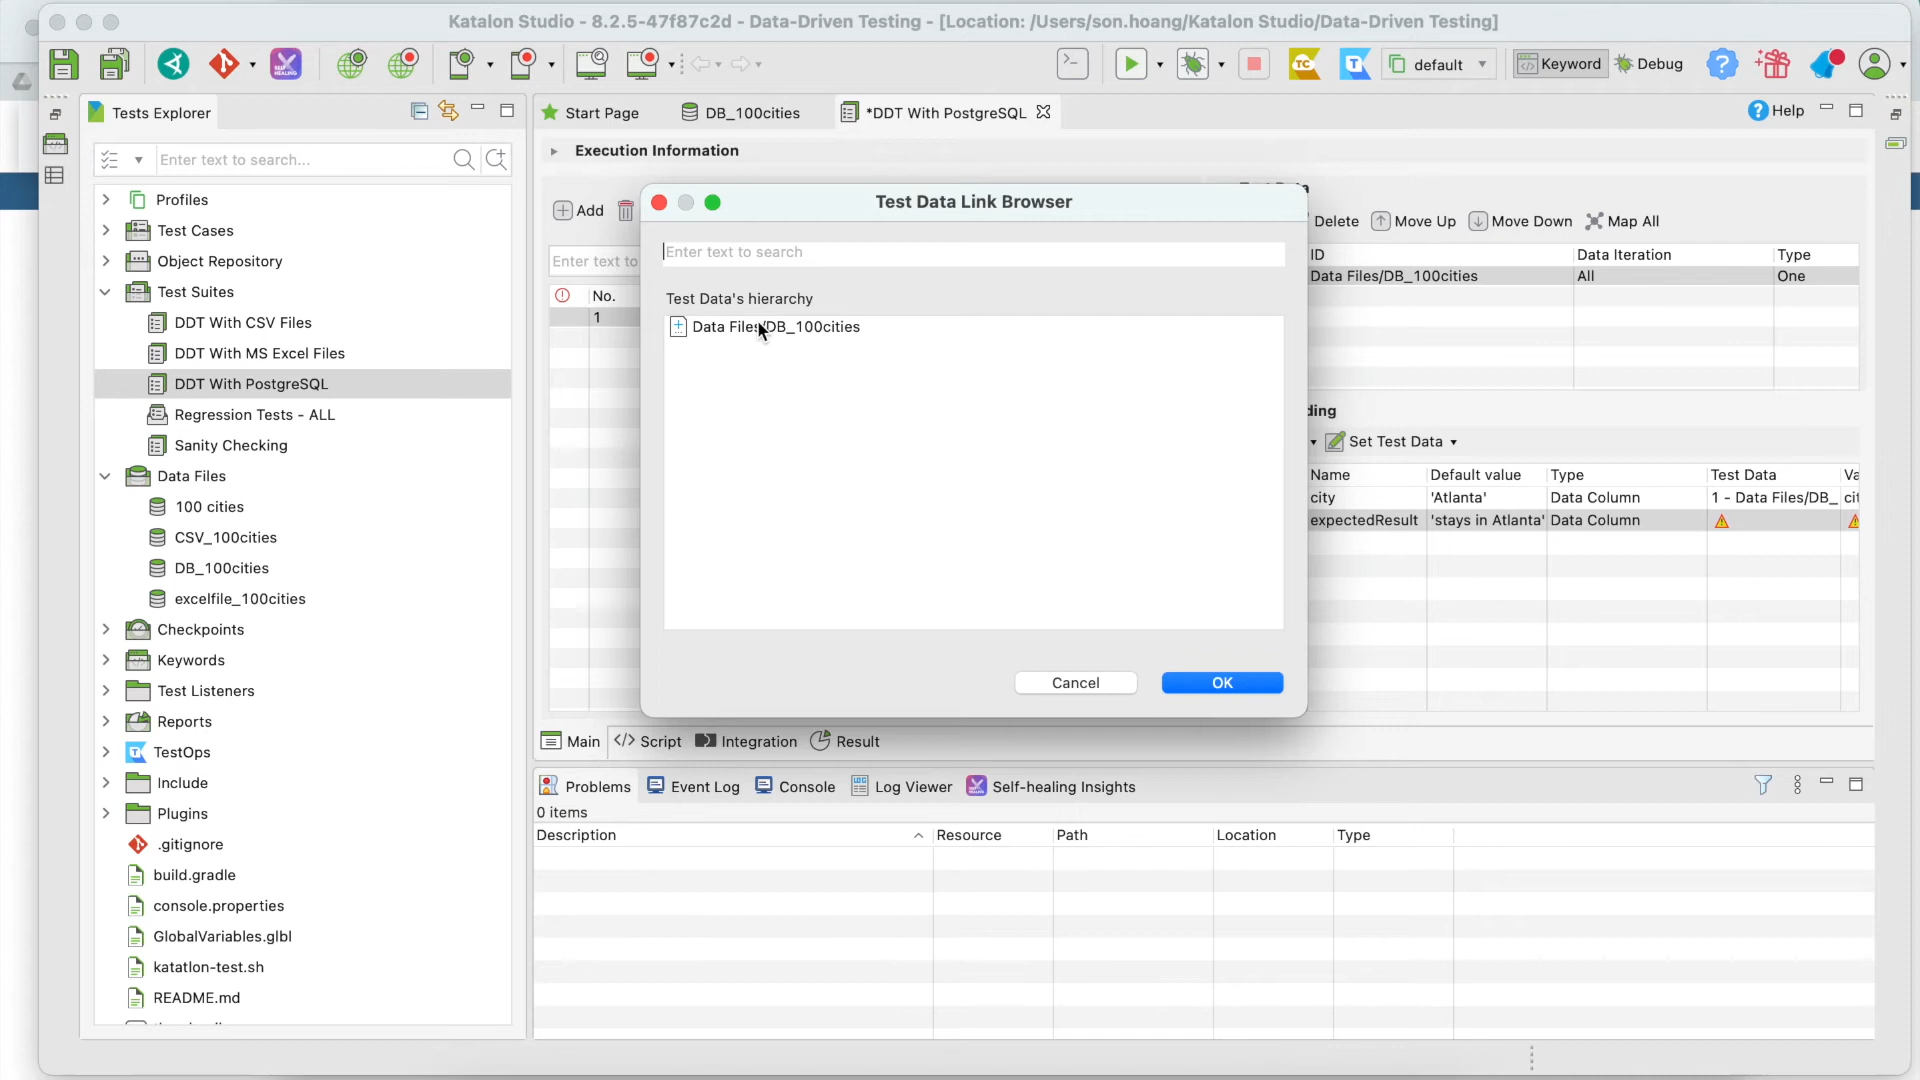 Katalon Studio - 8.2.5-47f87c2d - Data-Driven Testing - [Location: /Users/son.hoang/Katalon Studio/Data-Driven Testing]
SELF HEALING
TC
T
default
Keyword
Debug
Tests Explorer
Start Page
DB_100cities
*DDT With PostgreSQL
Help
Enter text to search...
Execution Information
Profiles
Test Cases
Object Repository
Test Suites
DDT With CSV Files
DDT With MS Excel Files
DDT With PostgreSQL
Regression Tests - ALL
Sanity Checking
Data Files
100 cities
CSV_100cities
DB_100cities
excelfile_100cities
Checkpoints
Keywords
Test Listeners
Reports
TestOps
Include
Plugins
.gitignore
build.gradle
console.properties
GlobalVariables.glbl
katatlon-test.sh
README.md
Add
Enter text to
No.
1
Test Data Link Browser
Enter text to search
Test Data's hierarchy
Data Files/DB_100cities
Cancel
OK
Delete
Move Up
Move Down
Map All
ID
Data Iteration
Type
Data Files/DB_100cities
All
One
Set Test Data
Name
Default value
Type
Test Data
city
'Atlanta'
Data Column
1 - Data Files/DB_
expectedResult
'stays in Atlanta'
Data Column
Main
Script
Integration
Result
Problems
Event Log
Console
Log Viewer
Self-healing Insights
0 items
Description
Resource
Path
Location
Type